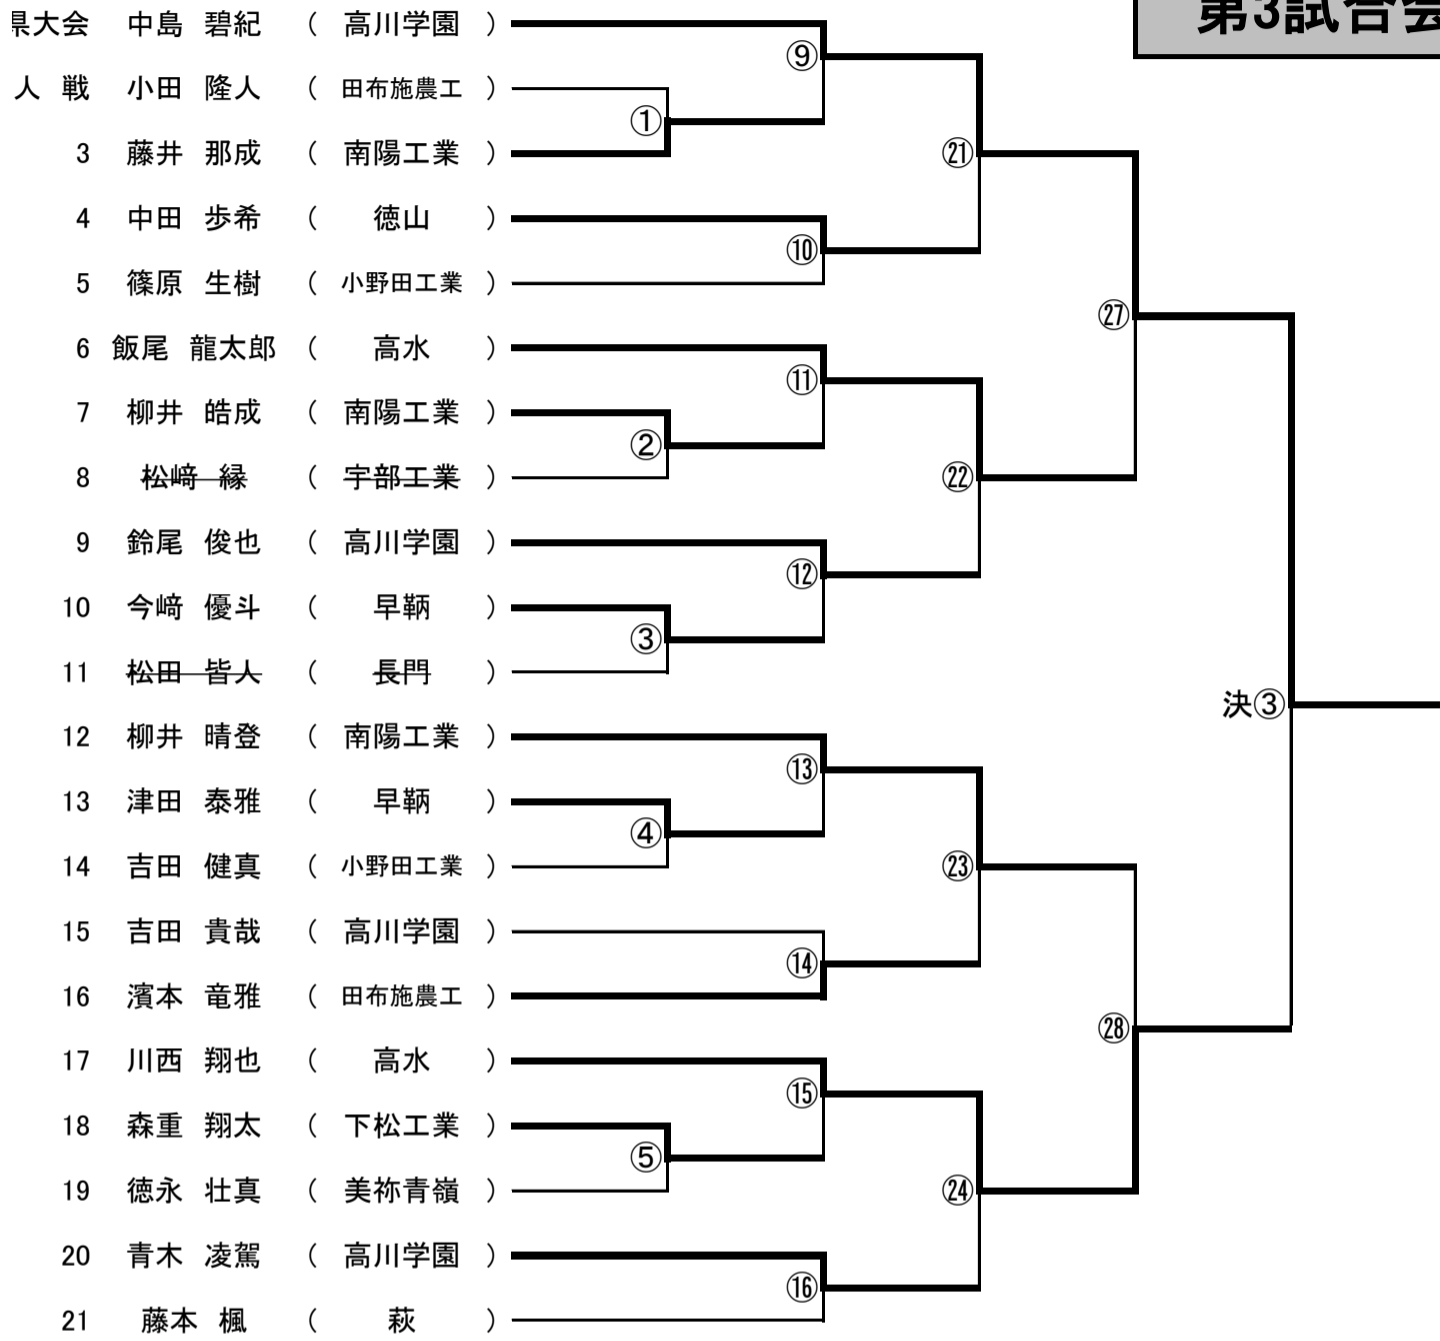 第3試合会
県大会 中島 碧紀 ( 高川学園 )
⑨
人 戦 小田 隆人 ( 田布施農工 )
①
3 藤井 那成 ( 南陽工業 )
㉑
4 中田 歩希 ( 徳山 )
⑩
5 篠原 生樹 ( 小野田工業 )
㉗
6 飯尾 龍太郎 ( 高水 )
⑪
7 柳井 皓成 ( 南陽工業 )
②
8 松﨑 縁 ( 宇部工業 )
㉒
9 鈴尾 俊也 ( 高川学園 )
⑫
10 今﨑 優斗 ( 早鞆 )
③
11 松田 皆人 ( 長門 )
決③
12 柳井 晴登 ( 南陽工業 )
⑬
13 津田 泰雅 ( 早鞆 )
④
14 吉田 健真 ( 小野田工業 )
㉓
15 吉田 貴哉 ( 高川学園 )
⑭
16 濱本 竜雅 ( 田布施農工 )
㉘
17 川西 翔也 ( 高水 )
⑮
18 森重 翔太 ( 下松工業 )
⑤
19 徳永 壮真 ( 美祢青嶺 )
㉔
20 青木 凌駕 ( 高川学園 )
⑯
21 藤本 楓 ( 萩 )